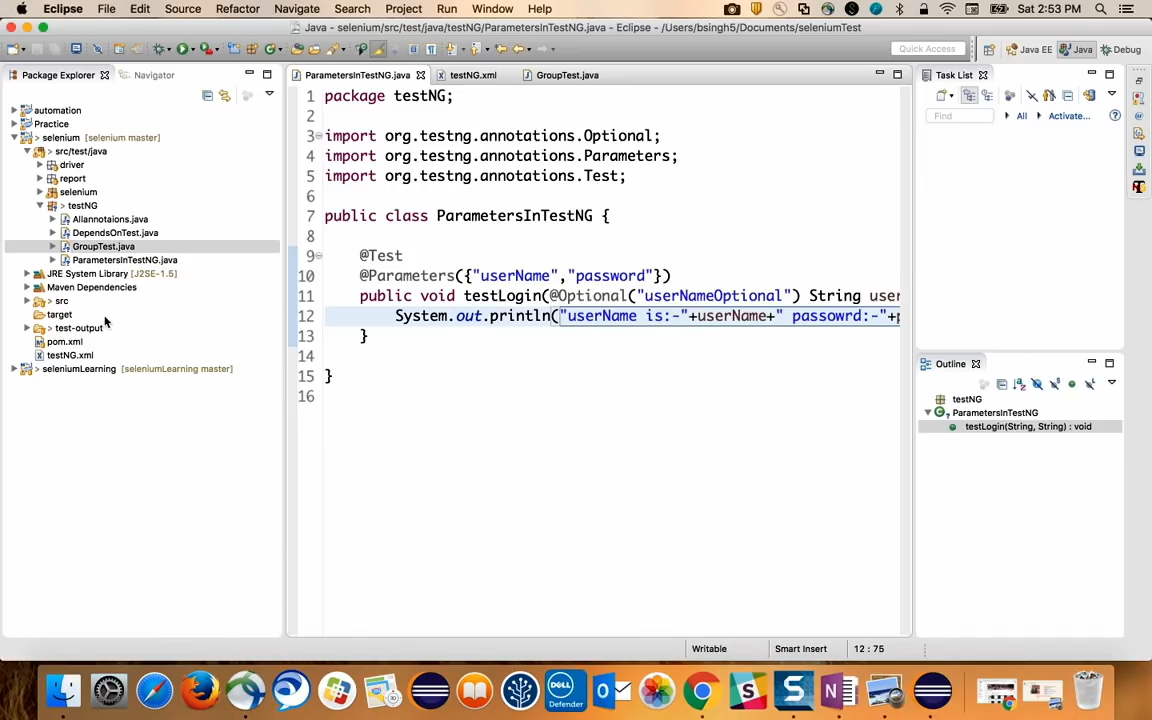 Eclipse File Edit Source Refactor Navigate Search Project Run Window Help Sat 2:53 PM
Java - selenium/src/test/java/testNG/ParametersInTestNG.java - Eclipse - /Users/bsingh5/Documents/seleniumTest
Quick Access Java EE Java Debug
Package Explorer Navigator
ParametersInTestNG.java testNG.xml GroupTest.java
Task List
Find All Activate...
automation
Practice
> selenium [selenium master]
> src/test/java
driver
report
selenium
> testNG
Allannotaions.java
DependsOnTest.java
GroupTest.java
ParametersInTestNG.java
JRE System Library [J2SE-1.5]
Maven Dependencies
> src
target
> test-output
pom.xml
testNG.xml
> seleniumLearning [seleniumLearning master]
1 package testNG;
2
3 import org.testng.annotations.Optional;
4 import org.testng.annotations.Parameters;
5 import org.testng.annotations.Test;
6
7 public class ParametersInTestNG {
8
9 @Test
10 @Parameters({"userName","password"})
11 public void testLogin(@Optional("userNameOptional") String user
12 System.out.println("userName is:-"+userName+" passowrd:-"+p
13 }
14
15 }
16
Outline
testNG
ParametersInTestNG
testLogin(String, String) : void
Writable Smart Insert 12 : 75
DELL
Defender